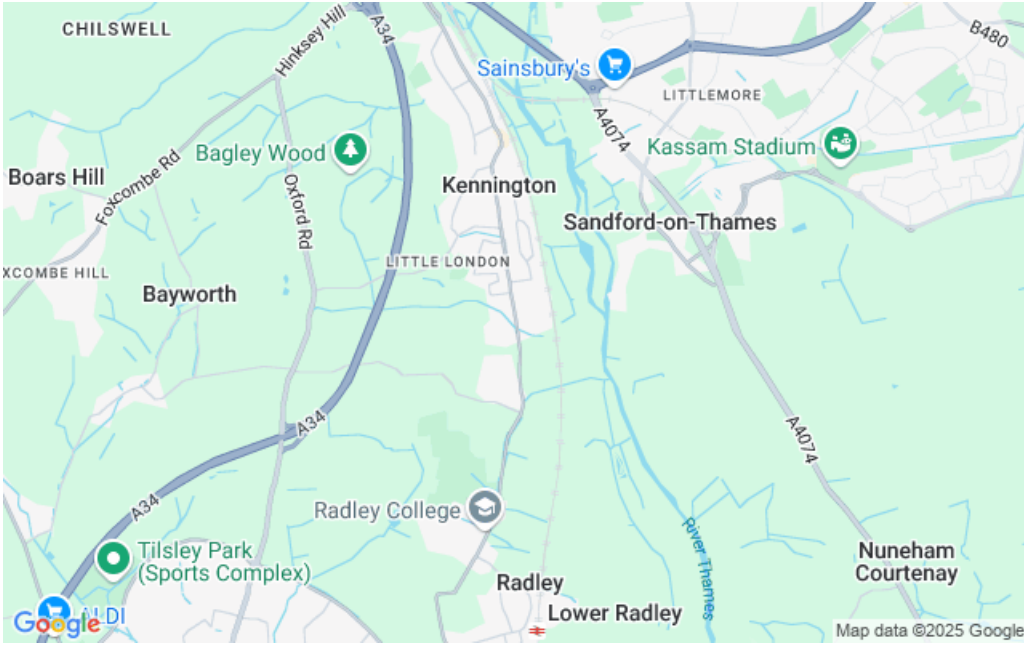 CHILSWELL
Hinksey Hill
A34
B480
Sainsbury's
LITTLEMORE
A4074
Bagley Wood
Kassam Stadium
Boars Hill
Foxcombe Rd
Oxford Rd
Kennington
Sandford-on-Thames
LITTLE LONDON
XCOMBE HILL
Bayworth
A34
A4074
A34
Radley College
River Thames
Tilsley Park
(Sports Complex)
Nuneham
Courtenay
Radley
Lower Radley
LDI
Google
Map data ©2025 Google